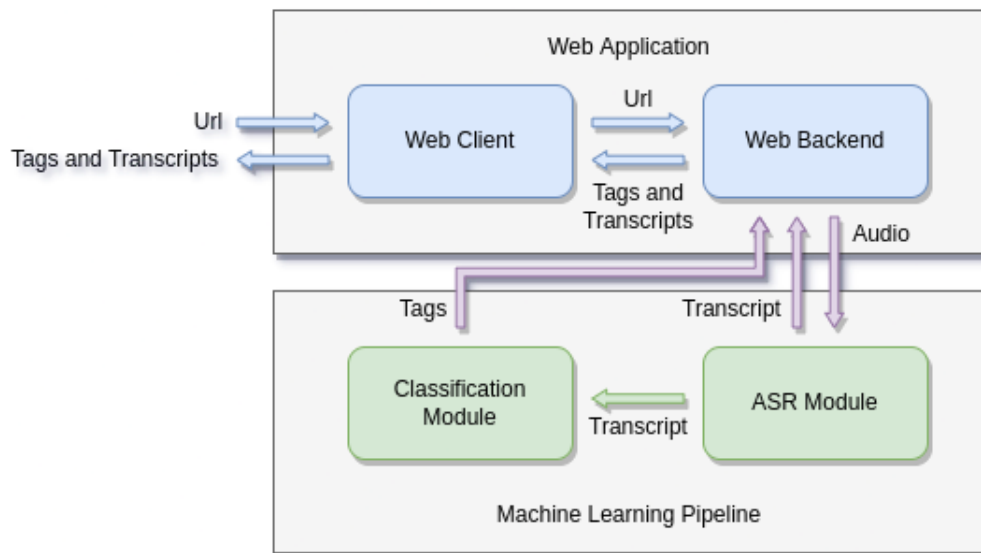 Web Application
Url
Web Client
Url
Web Backend
Tags and Transcripts
Tags and
Transcripts
Audio
Tags
Transcript
Classification
Module
Transcript
ASR Module
Machine Learning Pipeline